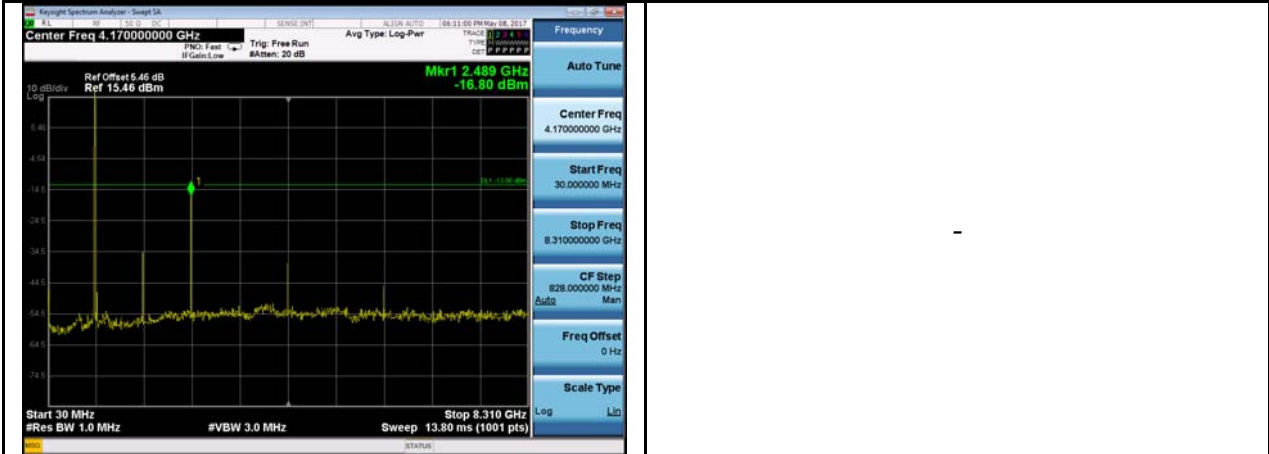 Keysight Spectrum Analyzer - Swept SA
RL RF 50 Ω DC SENSE:INT ALIGN AUTO 06:11:00 PM May 08, 2017
Center Freq 4.170000000 GHz
PNO: Fast
IFGain:Low
Trig: Free Run
#Atten: 20 dB
Avg Type: Log-Pwr
TRACE 1 2 3 4 5 6
TYPE
DET P P P P P P
Frequency
Auto Tune
Center Freq
4.170000000 GHz
Start Freq
30.000000 MHz
Stop Freq
8.310000000 GHz
CF Step
828.000000 MHz
Auto Man
Freq Offset
0 Hz
Scale Type
Log Lin
Mkr1 2.489 GHz
-16.80 dBm
Ref Offset 5.46 dB
10 dB/div Ref 15.46 dBm
Log
5.46
-4.54
1
DL1 -13.00 dBm
-14.5
-24.5
-34.5
-44.5
-54.5
-64.5
-74.5
Start 30 MHz Stop 8.310 GHz
#Res BW 1.0 MHz #VBW 3.0 MHz Sweep 13.80 ms (1001 pts)
MSG STATUS
-